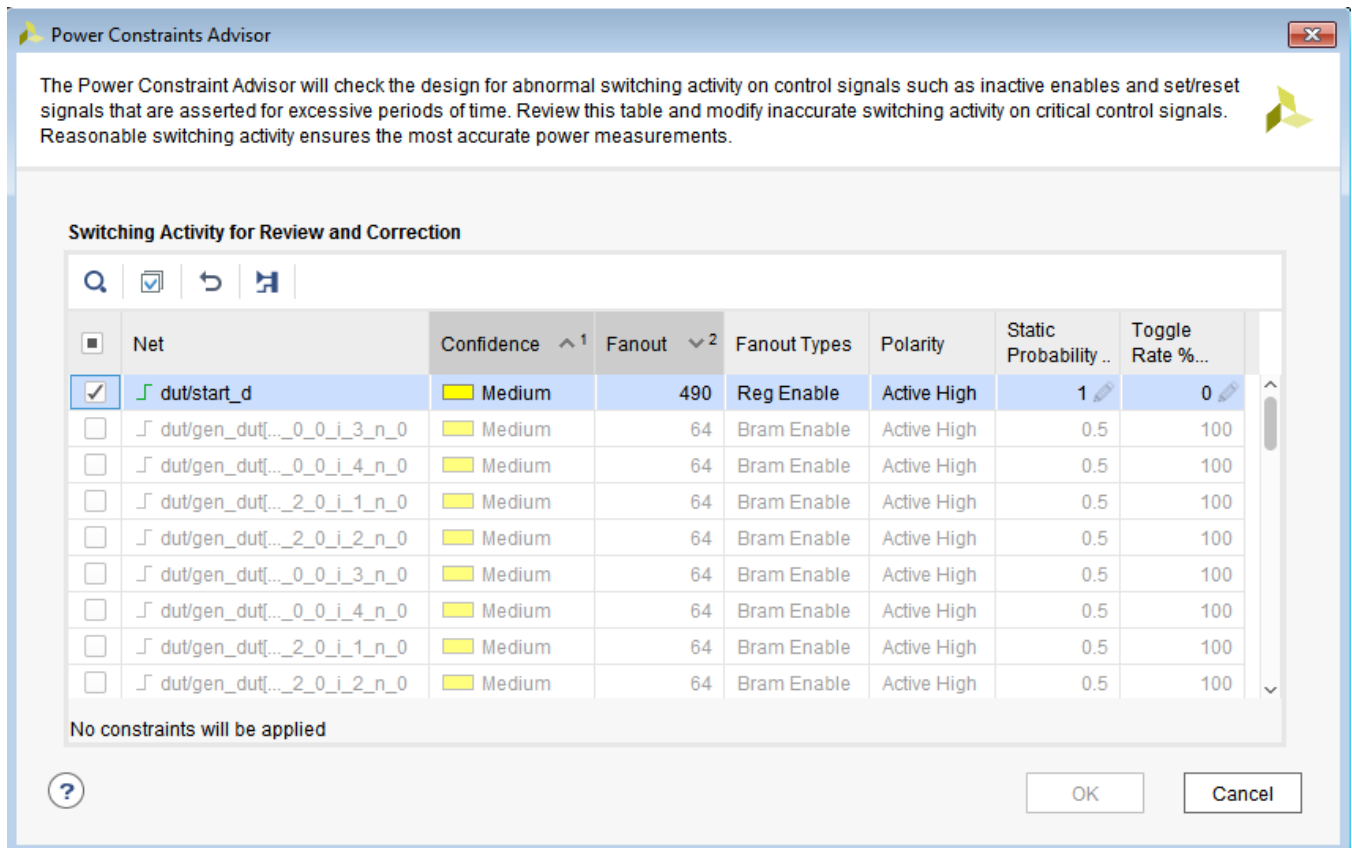 Power Constraints Advisor
The Power Constraint Advisor will check the design for abnormal switching activity on control signals such as inactive enables and set/reset
signals that are asserted for excessive periods of time. Review this table and modify inaccurate switching activity on critical control signals.
Reasonable switching activity ensures the most accurate power measurements.
Switching Activity for Review and Correction
Net Confidence 1 Fanout 2 Fanout Types Polarity Static Probability .. Toggle Rate %...
dut/start_d Medium 490 Reg Enable Active High 1 0
dut/gen_dut[..._0_0_i_3_n_0 Medium 64 Bram Enable Active High 0.5 100
dut/gen_dut[..._0_0_i_4_n_0 Medium 64 Bram Enable Active High 0.5 100
dut/gen_dut[..._2_0_i_1_n_0 Medium 64 Bram Enable Active High 0.5 100
dut/gen_dut[..._2_0_i_2_n_0 Medium 64 Bram Enable Active High 0.5 100
dut/gen_dut[..._0_0_i_3_n_0 Medium 64 Bram Enable Active High 0.5 100
dut/gen_dut[..._0_0_i_4_n_0 Medium 64 Bram Enable Active High 0.5 100
dut/gen_dut[..._2_0_i_1_n_0 Medium 64 Bram Enable Active High 0.5 100
dut/gen_dut[..._2_0_i_2_n_0 Medium 64 Bram Enable Active High 0.5 100
No constraints will be applied
? OK Cancel